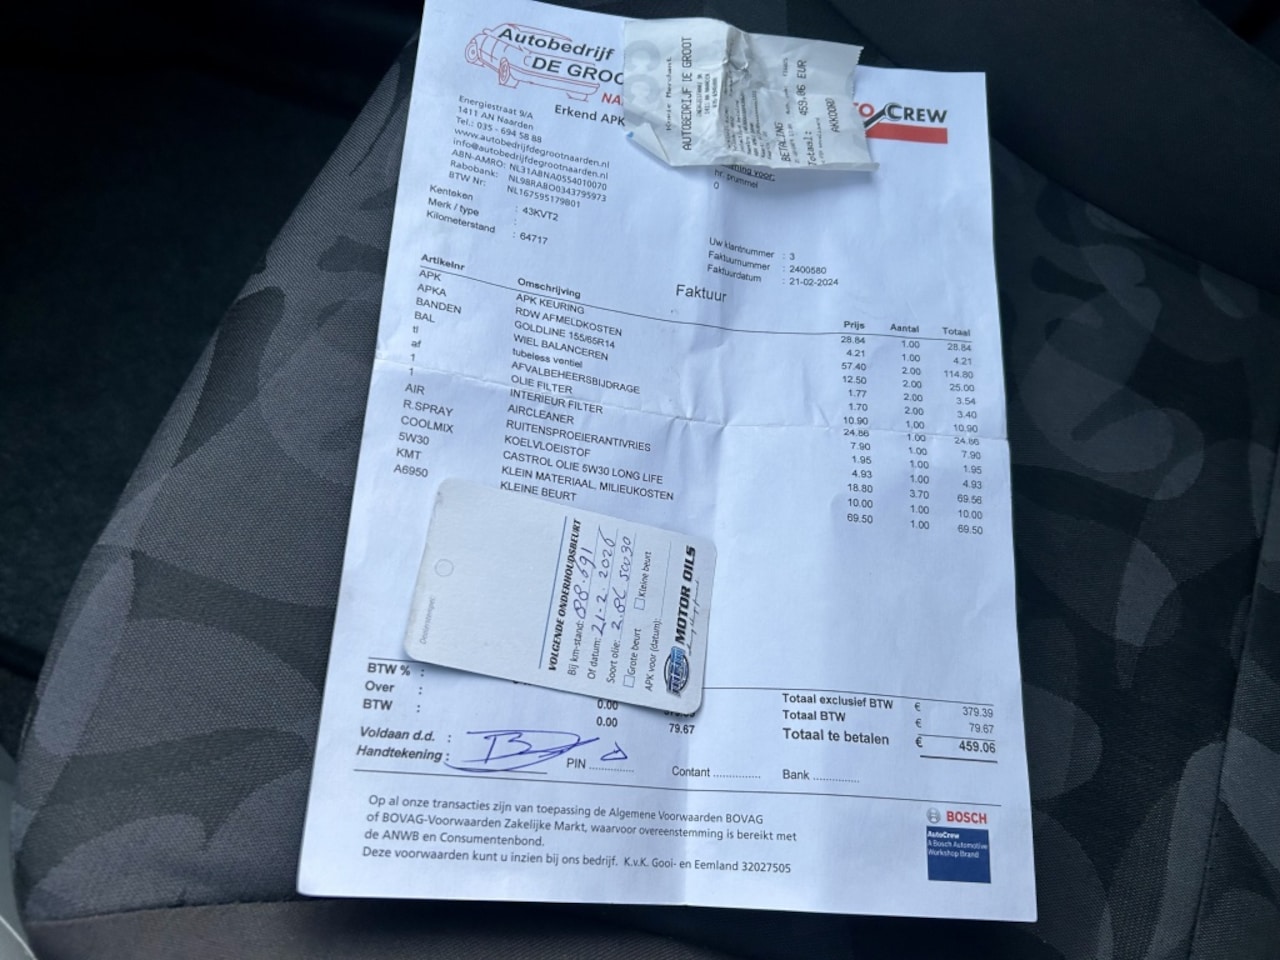 Autobedrijf
DE GROO
NA
Erkend APK
Energiestraat 9/A
1411 AN Naarden
Tel.: 035 - 694 58 88
www.autobedrijfdegrootnaarden.nl
info@autobedrijfdegrootnaarden.nl
ABN-AMRO: NL31ABNA0554010070
Rabobank: NL98RABO0343795973
BTW Nr: NL167595179B01
Kenteken : 43KVT2
Merk / type :
Kilometerstand : 64717
AUTOBEDRIJF DE GROOT
BETALING
Totaal: 459.06 EUR
AKKOORD
TO CREW
voor:
hr. brummel
0
Uw klantnummer : 3
Faktuurnummer : 2400580
Faktuurdatum : 21-02-2024
Faktuur
Artikelnr Omschrijving Prijs Aantal Totaal
APK APK KEURING 28.84 1.00 28.84
APKA RDW AFMELDKOSTEN 4.21 1.00 4.21
BANDEN GOLDLINE 155/65R14 57.40 2.00 114.80
BAL WIEL BALANCEREN 12.50 2.00 25.00
tl tubeless ventiel 1.77 2.00 3.54
af AFVALBEHEERSBIJDRAGE 1.70 2.00 3.40
1 OLIE FILTER 10.90 1.00 10.90
1 INTERIEUR FILTER 24.86 1.00 24.86
AIR AIRCLEANER 7.90 1.00 7.90
R.SPRAY RUITENSPROEIERANTIVRIES 1.95 1.00 1.95
COOLMIX KOELVLOEISTOF 4.93 1.00 4.93
5W30 CASTROL OLIE 5W30 LONG LIFE 18.80 3.70 69.56
KMT KLEIN MATERIAAL, MILIEUKOSTEN 10.00 1.00 10.00
A6950 KLEINE BEURT 69.50 1.00 69.50
VOLGENDE ONDERHOUDSBEURT
Bij km-stand: 88.691
Of datum: 21-2-2026
Soort olie: 2.8L 5W30
Grote beurt Kleine beurt
APK voor (datum):
MOTOR OILS
BTW % :
Over : 0.00
BTW : 0.00 79.67
Totaal exclusief BTW € 379.39
Totaal BTW € 79.67
Totaal te betalen € 459.06
Voldaan d.d. :
Handtekening : PIN .............. Contant .............. Bank ..............
Op al onze transacties zijn van toepassing de Algemene Voorwaarden BOVAG
of BOVAG-Voorwaarden Zakelijke Markt, waarvoor overeenstemming is bereikt met
de ANWB en Consumentenbond.
Deze voorwaarden kunt u inzien bij ons bedrijf. K.v.K. Gooi- en Eemland 32027505
BOSCH
AutoCrew
A Bosch Automotive
Workshop Brand